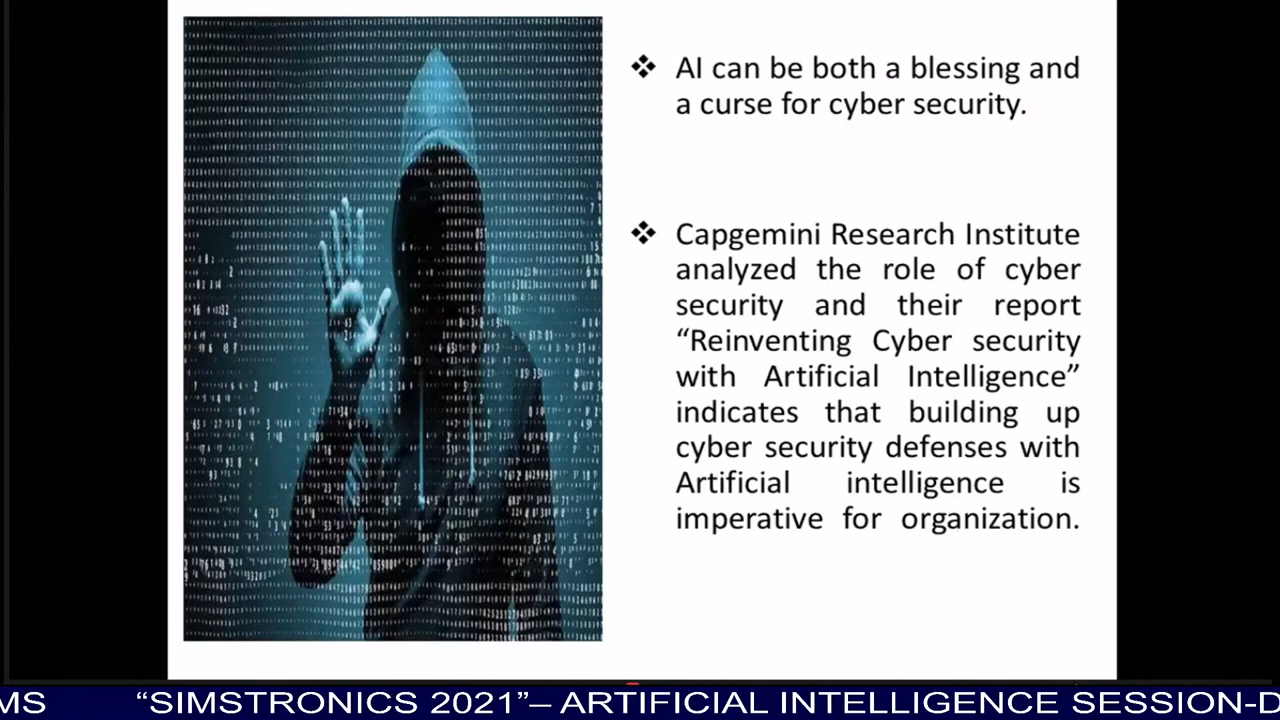 ❖ AI can be both a blessing and
a curse for cyber security.
❖ Capgemini Research Institute
analyzed the role of cyber
security and their report
“Reinventing Cyber security
with Artificial Intelligence”
indicates that building up
cyber security defenses with
Artificial intelligence is
imperative for organization.
MS “SIMSTRONICS 2021”– ARTIFICIAL INTELLIGENCE SESSION-D